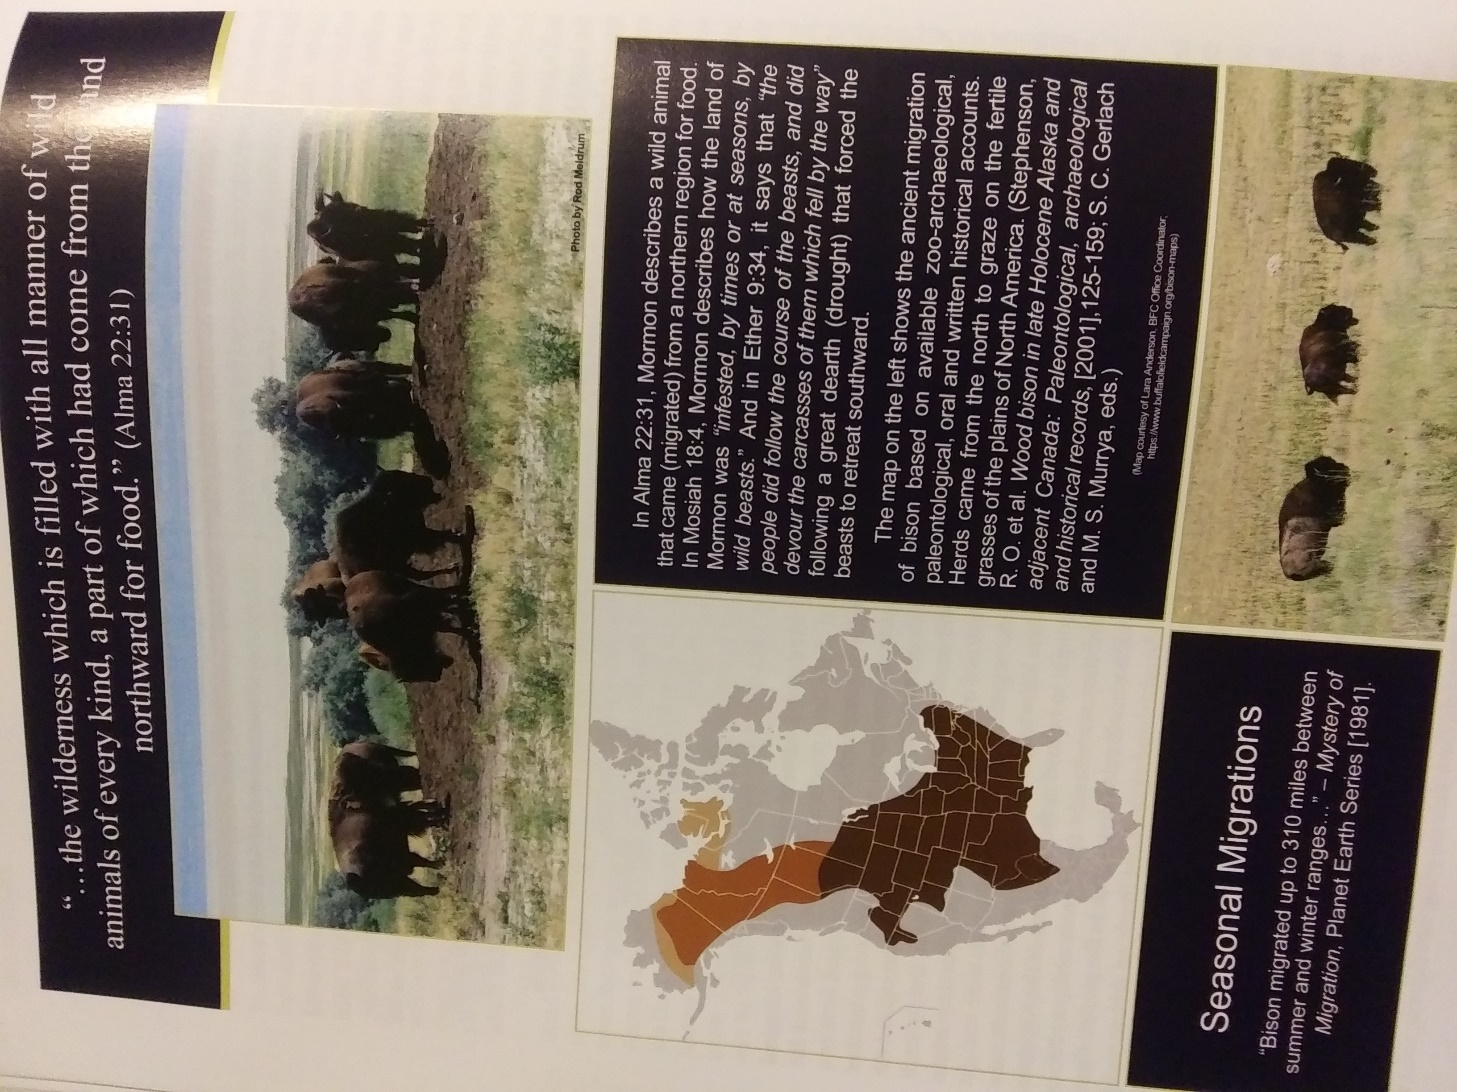 “…the wilderness which is filled with all manner of wild
animals of every kind, a part of which had come from the land
northward for food.” (Alma 22:31)
Photo by Rod Meldrum
In Alma 22:31, Mormon describes a wild animal
that came (migrated) from a northern region for food.
In Mosiah 18:4, Mormon describes how the land of
Mormon was “infested, by times or at seasons, by
wild beasts.” And in Ether 9:34, it says that “the
people did follow the course of the beasts, and did
devour the carcasses of them which fell by the way”
following a great death (drought) that forced the
beasts to retreat southward.
The map on the left shows the ancient migration
of bison based on available zoo-archaeological,
paleontological, oral and written historical accounts.
Herds came from the north to graze on the fertile
grasses of the plains of North America. (Stephenson,
R. O. et al. Wood bison in late Holocene Alaska and
adjacent Canada: Paleontological, archaeological
and historical records, [2001],125-159; S. C. Gerlach
and M. S. Murrya, eds.)
(Map courtesy of Lara Anderson, BFC Office Coordinator,
https://www.buffalofieldcampaign.org/bison-maps)
Seasonal Migrations
“Bison migrated up to 310 miles between
summer and winter ranges…” – Mystery of
Migration, Planet Earth Series [1981].